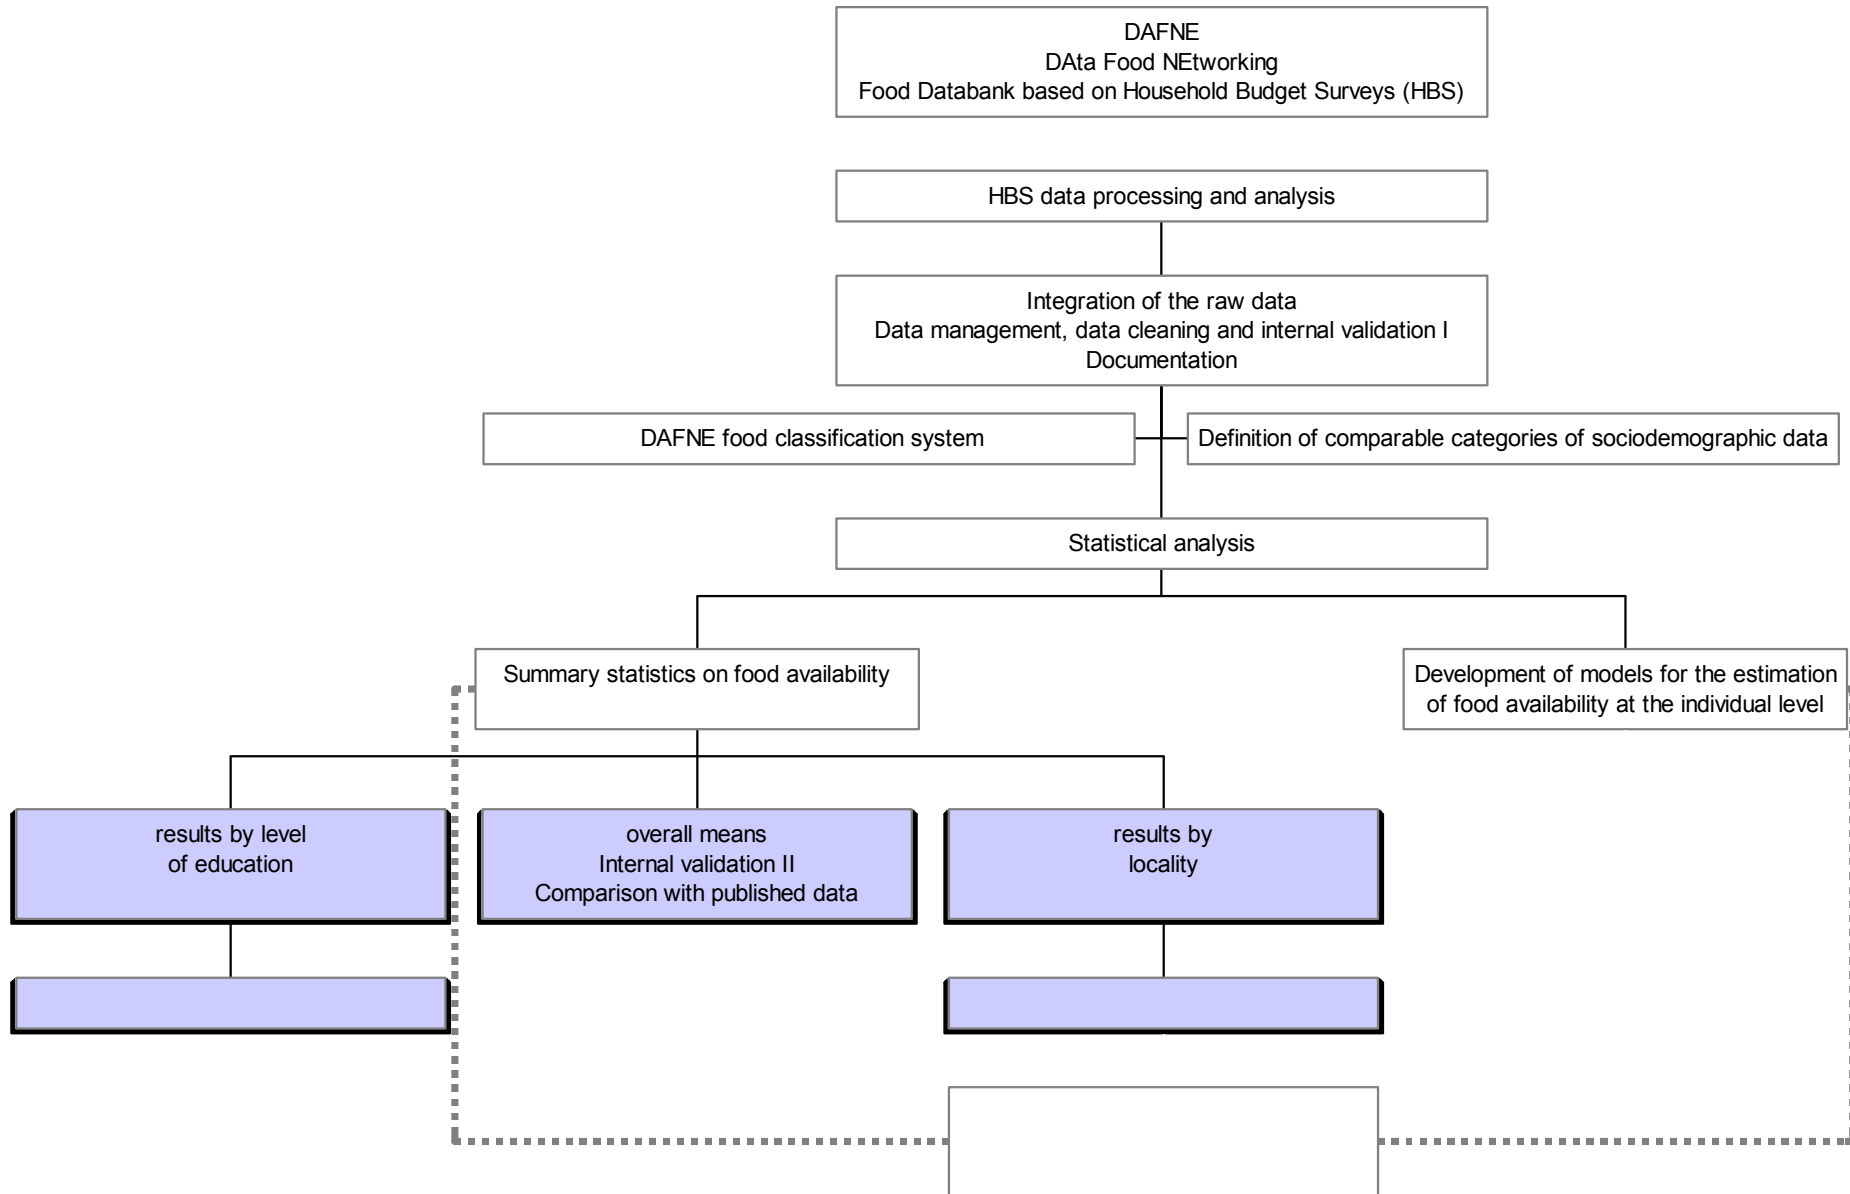 DAFNE
DAta Food NEtworking
Food Databank based on Household Budget Surveys (HBS)
HBS data processing and analysis
Integration of the raw data
Data management, data cleaning and internal validation I
Documentation
DAFNE food classification system
Definition of comparable categories of sociodemographic data
Statistical analysis
Summary statistics on food availability
Development of models for the estimation
of food availability at the individual level
results by level
of education
overall means
Internal validation II
Comparison with published data
results by
locality